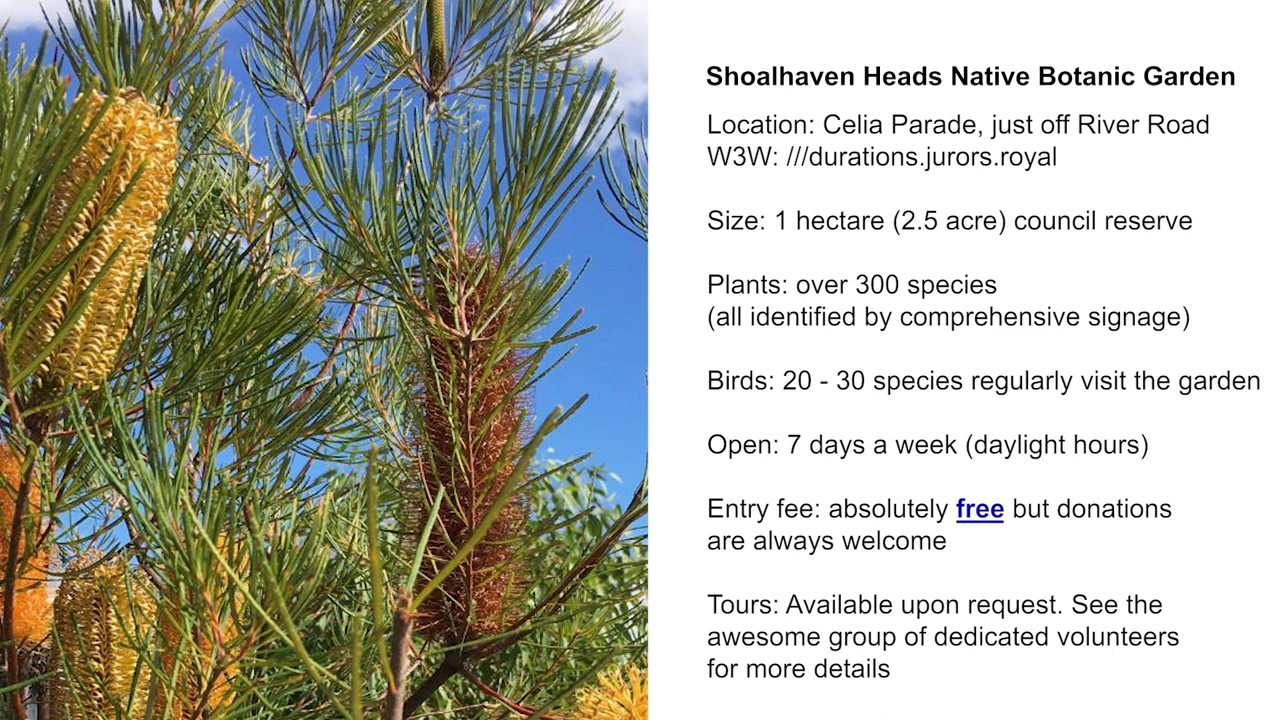 Shoalhaven Heads Native Botanic Garden
Location: Celia Parade, just off River Road
W3W: ///durations.jurors.royal
Size: 1 hectare (2.5 acre) council reserve
Plants: over 300 species
(all identified by comprehensive signage)
Birds: 20 - 30 species regularly visit the garden
Open: 7 days a week (daylight hours)
Entry fee: absolutely free but donations
are always welcome
Tours: Available upon request. See the
awesome group of dedicated volunteers
for more details